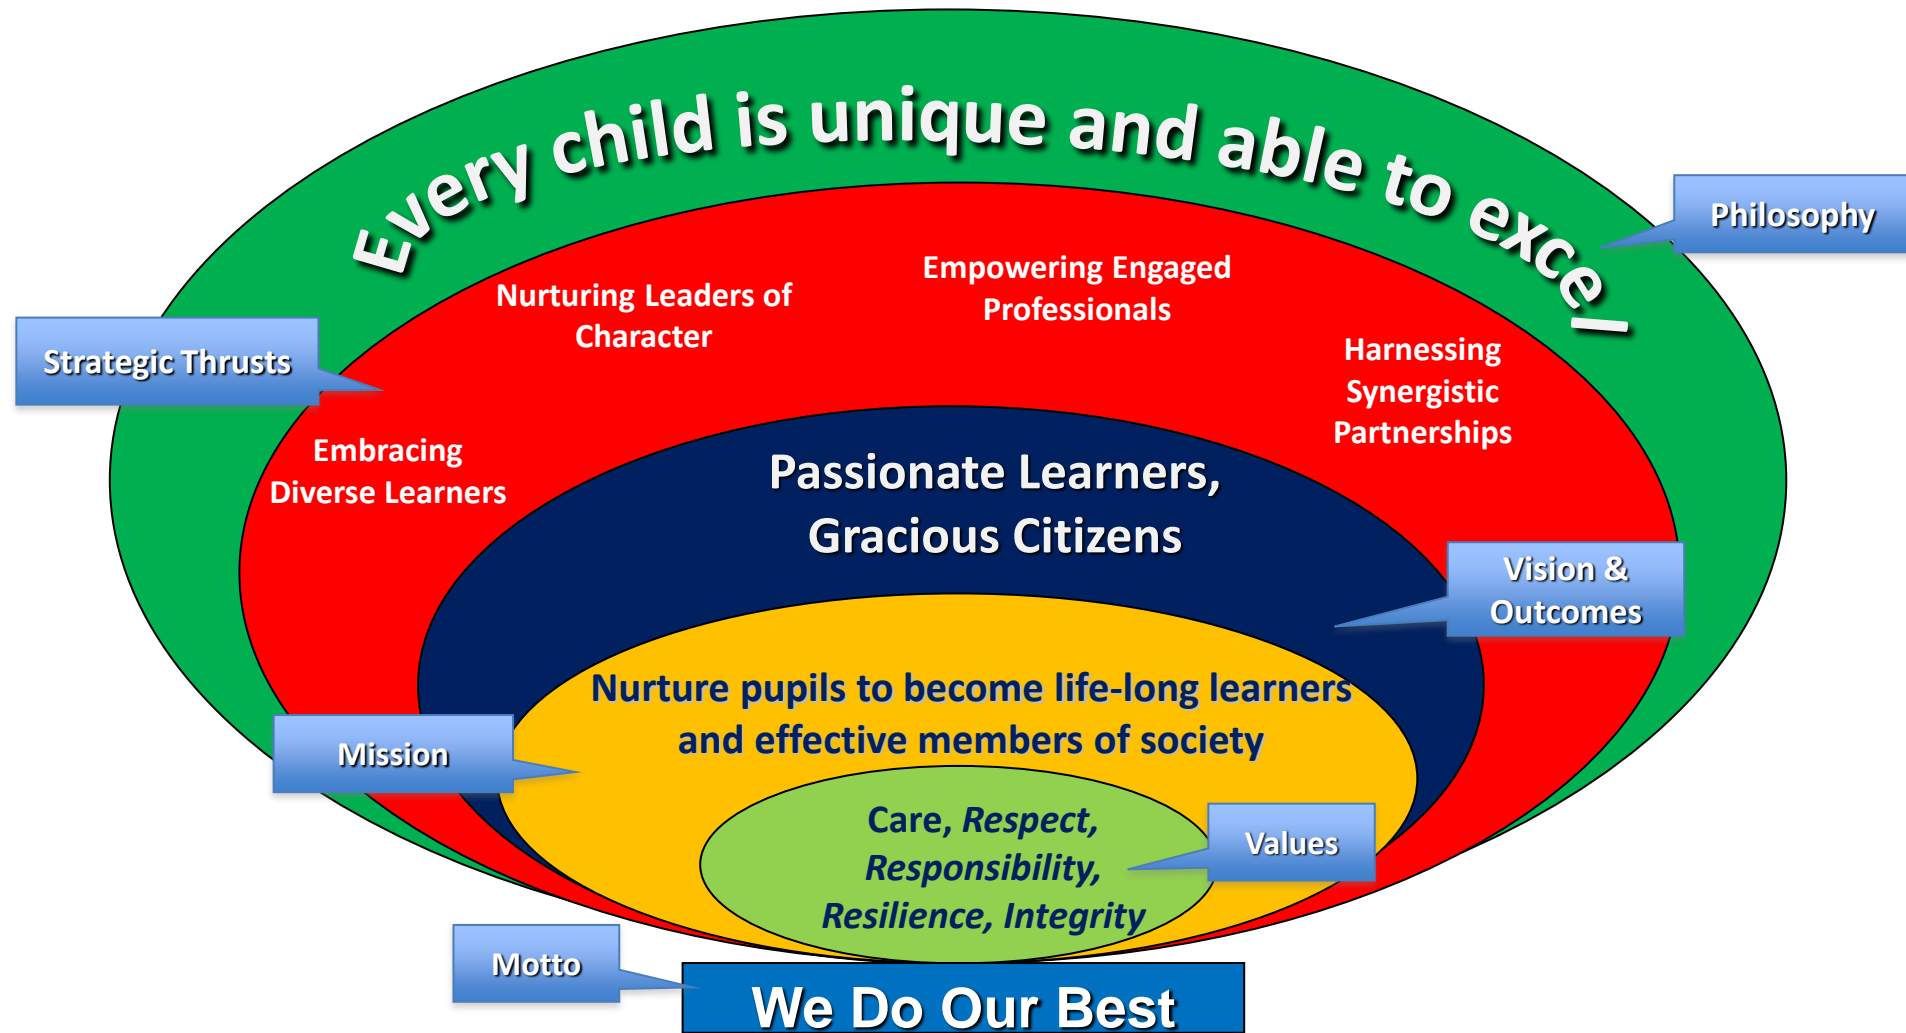 Every child is unique and able to excel
Philosophy
Empowering Engaged
Professionals
Nurturing Leaders of
Character
Harnessing
Synergistic
Partnerships
Strategic Thrusts
Embracing
Diverse Learners
Passionate Learners,
Gracious Citizens
Vision &
Outcomes
Nurture pupils to become life-long learners
and effective members of society
Mission
Care, Respect,
Responsibility,
Resilience, Integrity
Values
Motto
We Do Our Best